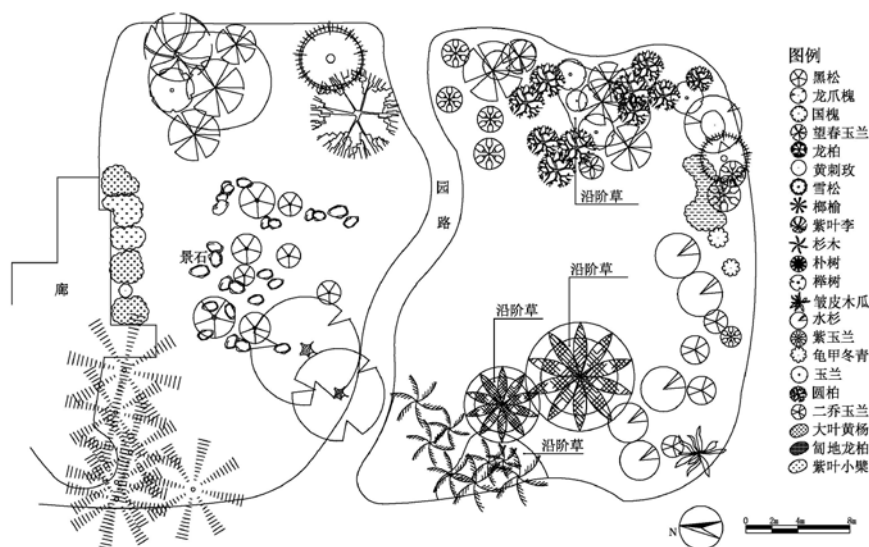 图例
黑松
龙爪槐
国槐
望春玉兰
龙柏
黄刺玫
雪松
榔榆
紫叶李
杉木
朴树
榉树
皱皮木瓜
水杉
紫玉兰
龟甲冬青
玉兰
圆柏
二乔玉兰
大叶黄杨
匍地龙柏
紫叶小檗
园路
沿阶草
景石
廊
沿阶草
沿阶草
沿阶草
N
0 2m 4m 8m